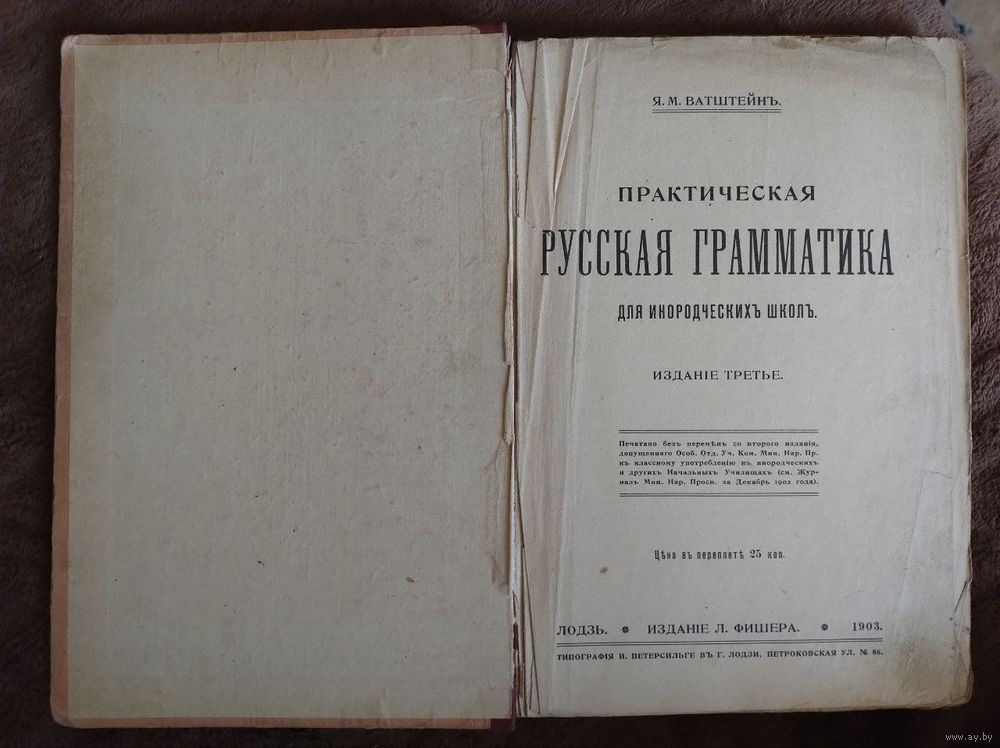 Я. М. ВАТШТЕЙНЪ.
ПРАКТИЧЕСКАЯ
РУССКАЯ ГРАММАТИКА
ДЛЯ ИНОРОДЧЕСКИХЪ ШКОЛЪ.
ИЗДАНІЕ ТРЕТЬЕ.
Печатано безъ перемѣнъ со второго изданія,
допущеннаго Особ. Отд. Уч. Ком. Мин. Нар. Пр.
къ классному употребленію въ инородческихъ
и другихъ Начальныхъ Училищахъ (см. Жур-
налъ Мин. Нар. Просв. за Декабрь 1902 года).
Цѣна въ переплетѣ 25 коп.
ЛОДЗЬ. ✵ ИЗДАНІЕ Л. ФИШЕРА. ✵ 1903.
ТИПОГРАФІЯ И. ПЕТЕРСИЛЬГЕ ВЪ Г. ЛОДЗИ, ПЕТРОКОВСКАЯ УЛ. № 86.
www.ay.by